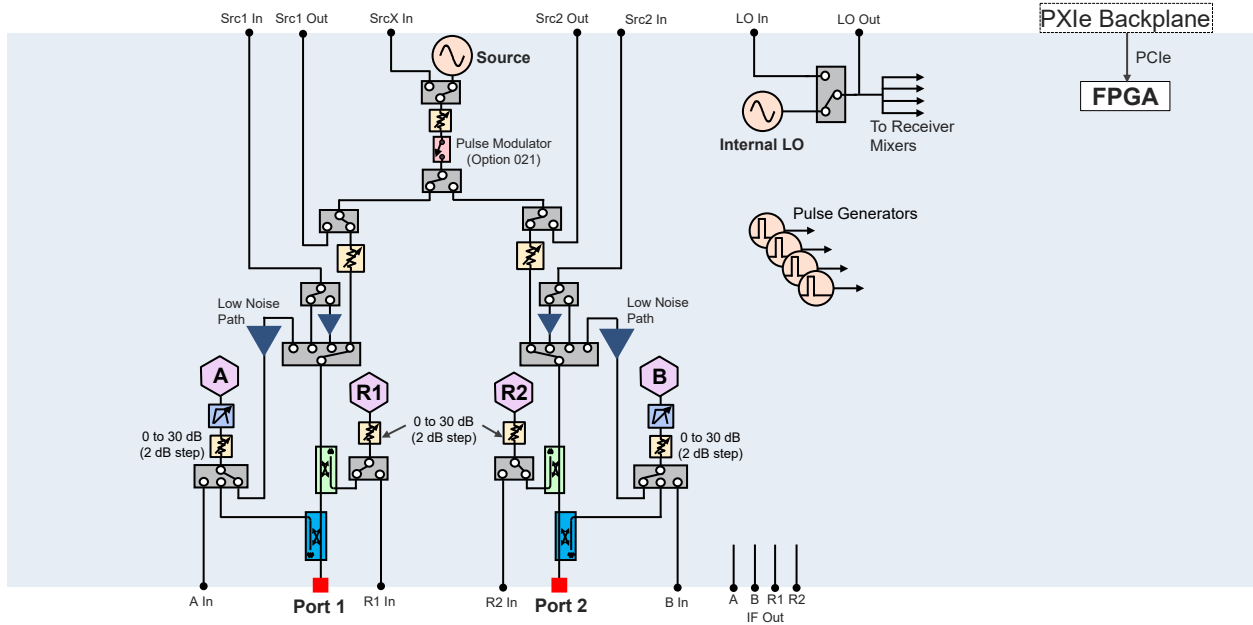 Src1 In
Src1 Out
SrcX In
Src2 Out
Src2 In
LO In
LO Out
PXIe Backplane
Source
PCIe
FPGA
Internal LO
To Receiver
Mixers
Pulse Modulator
(Option 021)
Pulse Generators
Low Noise
Path
Low Noise
Path
A
R1
R2
B
0 to 30 dB
(2 dB step)
0 to 30 dB
(2 dB step)
0 to 30 dB
(2 dB step)
A In
Port 1
R1 In
R2 In
Port 2
B In
A
B
R1
R2
IF Out